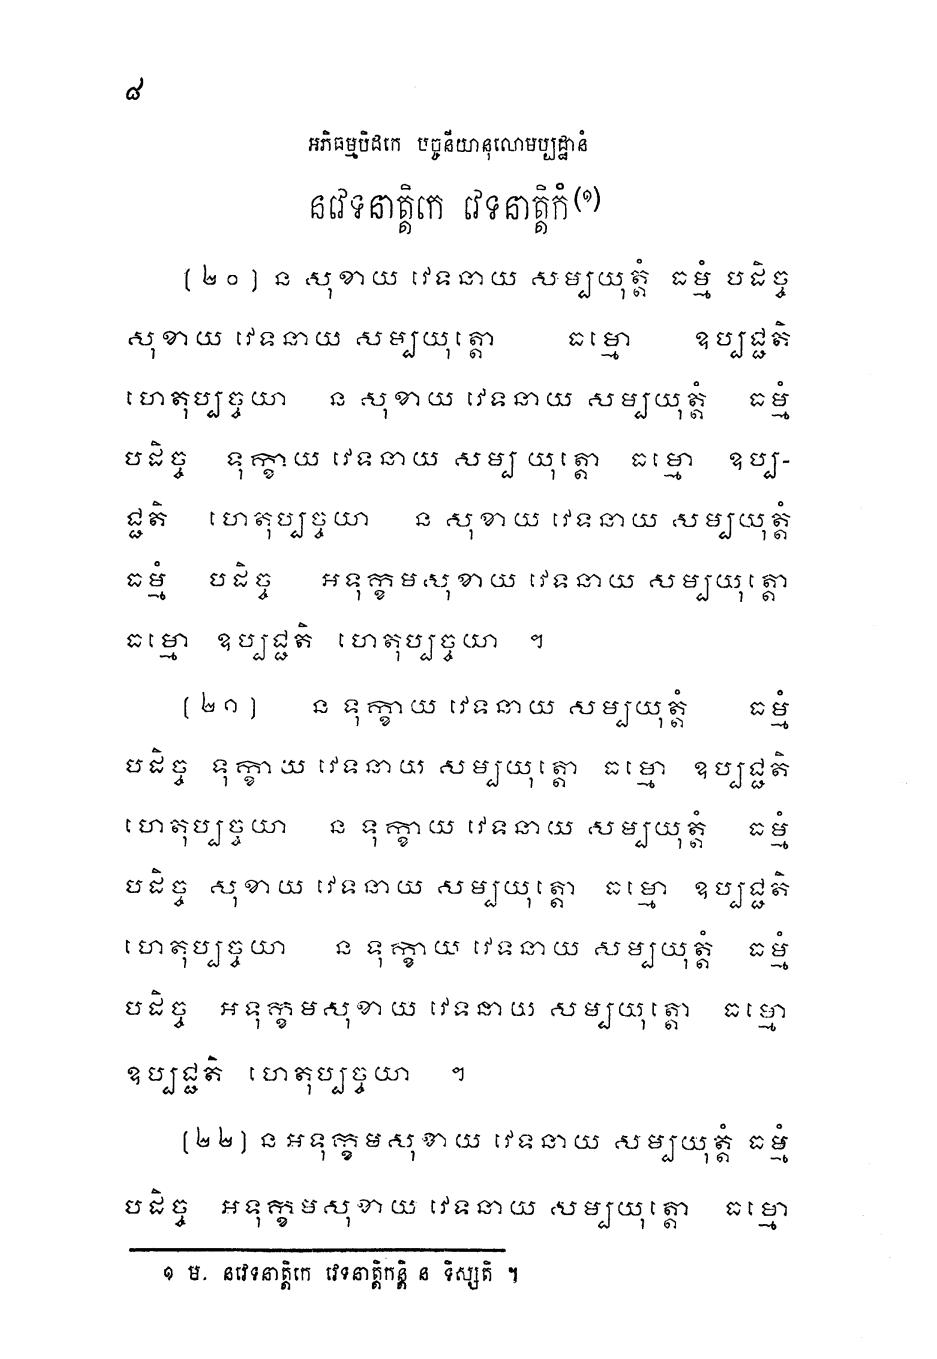 ៨
អភិធម្មបិដកេ បច្ចនីយានុលោមប្បដ្ឋានំ
នវេទនាត្តិកេ វេទនាត្តិកំ(១)
[២០] ន សុខាយ វេទនាយ សម្បយុត្តំ ធម្មំ បដិច្ច
សុខាយ វេទនាយ សម្បយុត្តោ ធម្មោ ឧប្បជ្ជតិ
ហេតុប្បច្ចយា ន សុខាយ វេទនាយ សម្បយុត្តំ ធម្មំ
បដិច្ច ទុក្ខាយ វេទនាយ សម្បយុត្តោ ធម្មោ ឧប្ប-
ជ្ជតិ ហេតុប្បច្ចយា ន សុខាយ វេទនាយ សម្បយុត្តំ
ធម្មំ បដិច្ច អទុក្ខមសុខាយ វេទនាយ សម្បយុត្តោ
ធម្មោ ឧប្បជ្ជតិ ហេតុប្បច្ចយា ។
[២១] ន ទុក្ខាយ វេទនាយ សម្បយុត្តំ ធម្មំ
បដិច្ច ទុក្ខាយ វេទនាយ សម្បយុត្តោ ធម្មោ ឧប្បជ្ជតិ
ហេតុប្បច្ចយា ន ទុក្ខាយ វេទនាយ សម្បយុត្តំ ធម្មំ
បដិច្ច សុខាយ វេទនាយ សម្បយុត្តោ ធម្មោ ឧប្បជ្ជតិ
ហេតុប្បច្ចយា ន ទុក្ខាយ វេទនាយ សម្បយុត្តំ ធម្មំ
បដិច្ច អទុក្ខមសុខាយ វេទនាយ សម្បយុត្តោ ធម្មោ
ឧប្បជ្ជតិ ហេតុប្បច្ចយា ។
[២២] ន អទុក្ខមសុខាយ វេទនាយ សម្បយុត្តំ ធម្មំ
បដិច្ច អទុក្ខមសុខាយ វេទនាយ សម្បយុត្តោ ធម្មោ
១ ម. នវេទនាត្តិកេ វេទនាត្តិកន្តិ ន ទិស្សតិ ។